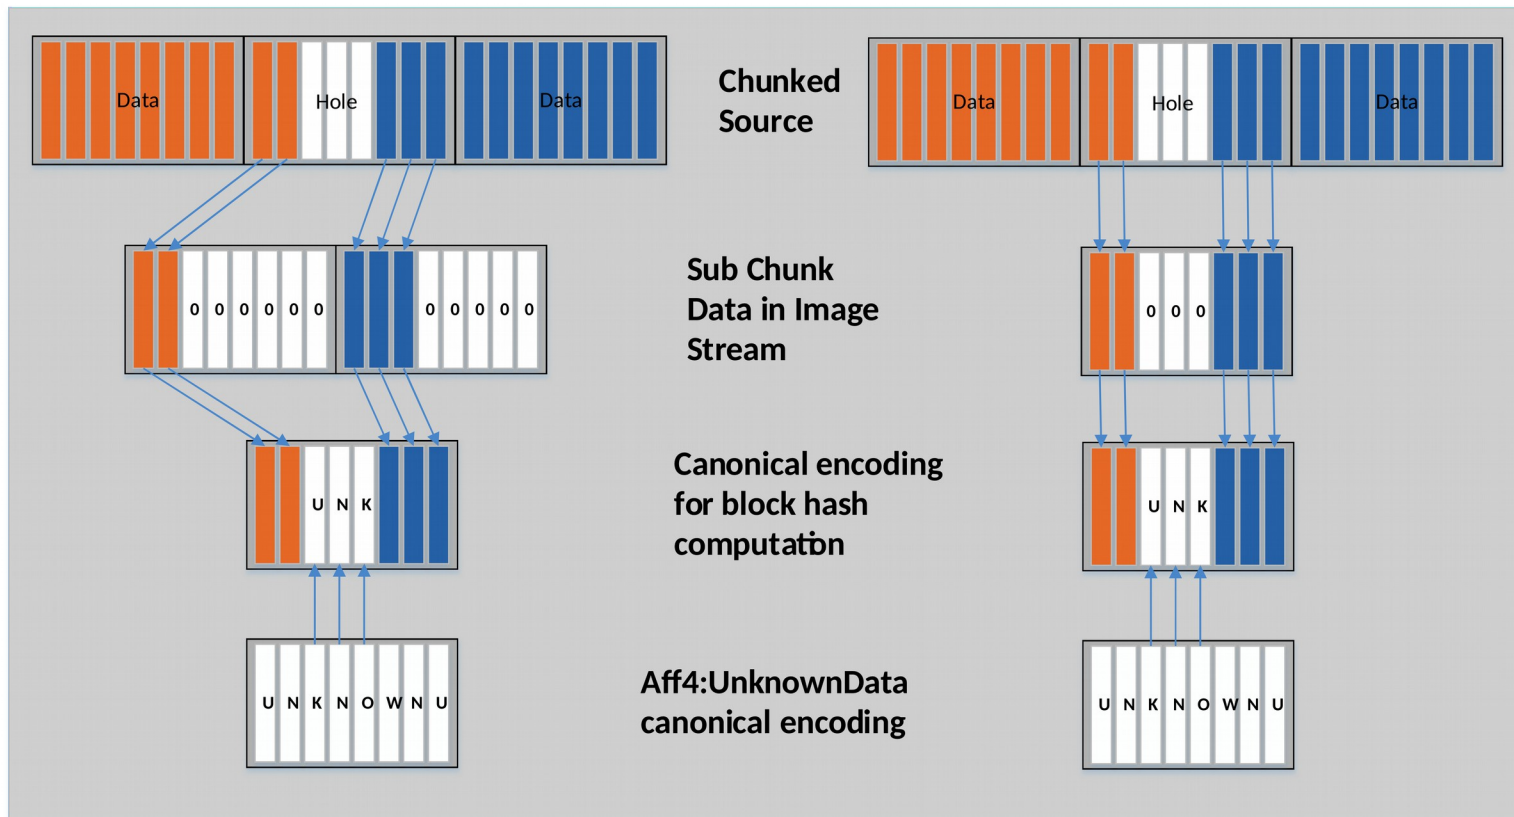 Data Hole Data
Chunked
Source
Data Hole Data
0 0 0 0 0 0 0 0 0 0 0
Sub Chunk
Data in Image
Stream
0 0 0
U N K
Canonical encoding
for block hash
computation
U N K
U N K N O W N U
Aff4:UnknownData
canonical encoding
U N K N O W N U